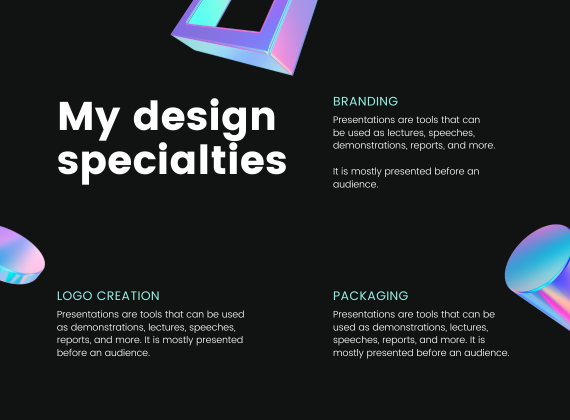 My design
specialties
BRANDING
Presentations are tools that can
be used as lectures, speeches,
demonstrations, reports, and more.
It is mostly presented before an
audience.
LOGO CREATION
Presentations are tools that can be used
as demonstrations, lectures, speeches,
reports, and more. It is mostly presented
before an audience.
PACKAGING
Presentations are tools that can be
used as demonstrations, lectures,
speeches, reports, and more. It is
mostly presented before an audience.